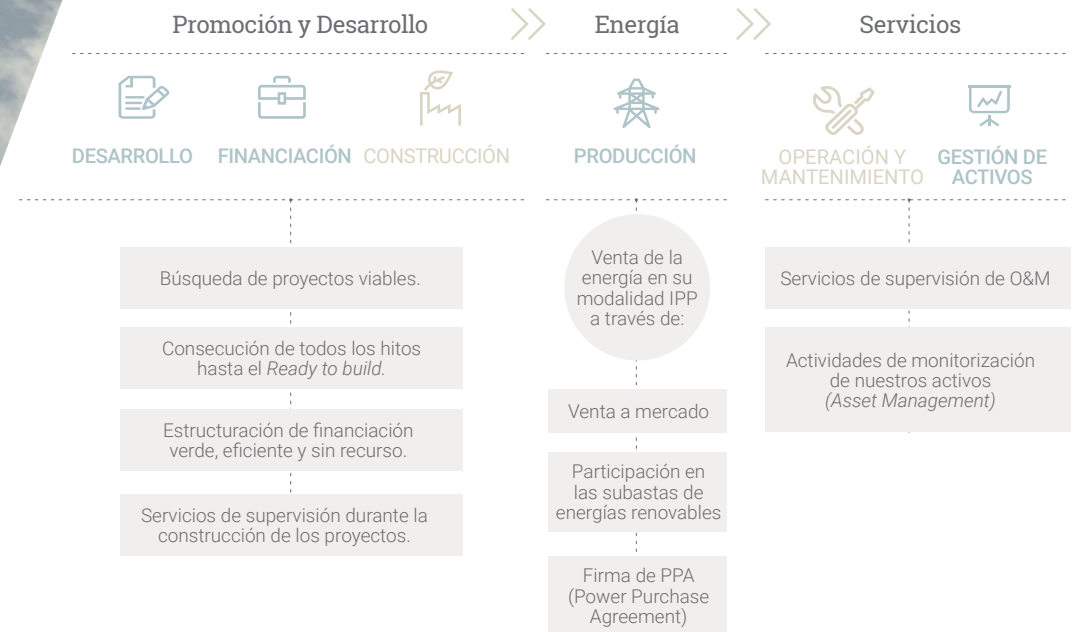 Promoción y Desarrollo
Energía
Servicios
DESARROLLO
FINANCIACIÓN
CONSTRUCCIÓN
PRODUCCIÓN
OPERACIÓN Y
MANTENIMIENTO
GESTIÓN DE
ACTIVOS
Búsqueda de proyectos viables.
Consecución de todos los hitos
hasta el Ready to build.
Estructuración de financiación
verde, eficiente y sin recurso.
Servicios de supervisión durante la
construcción de los proyectos.
Venta de la
energía en su
modalidad IPP
a través de:
Venta a mercado
Participación en
las subastas de
energías renovables
Firma de PPA
(Power Purchase
Agreement)
Servicios de supervisión de O&M
Actividades de monitorización
de nuestros activos
(Asset Management)